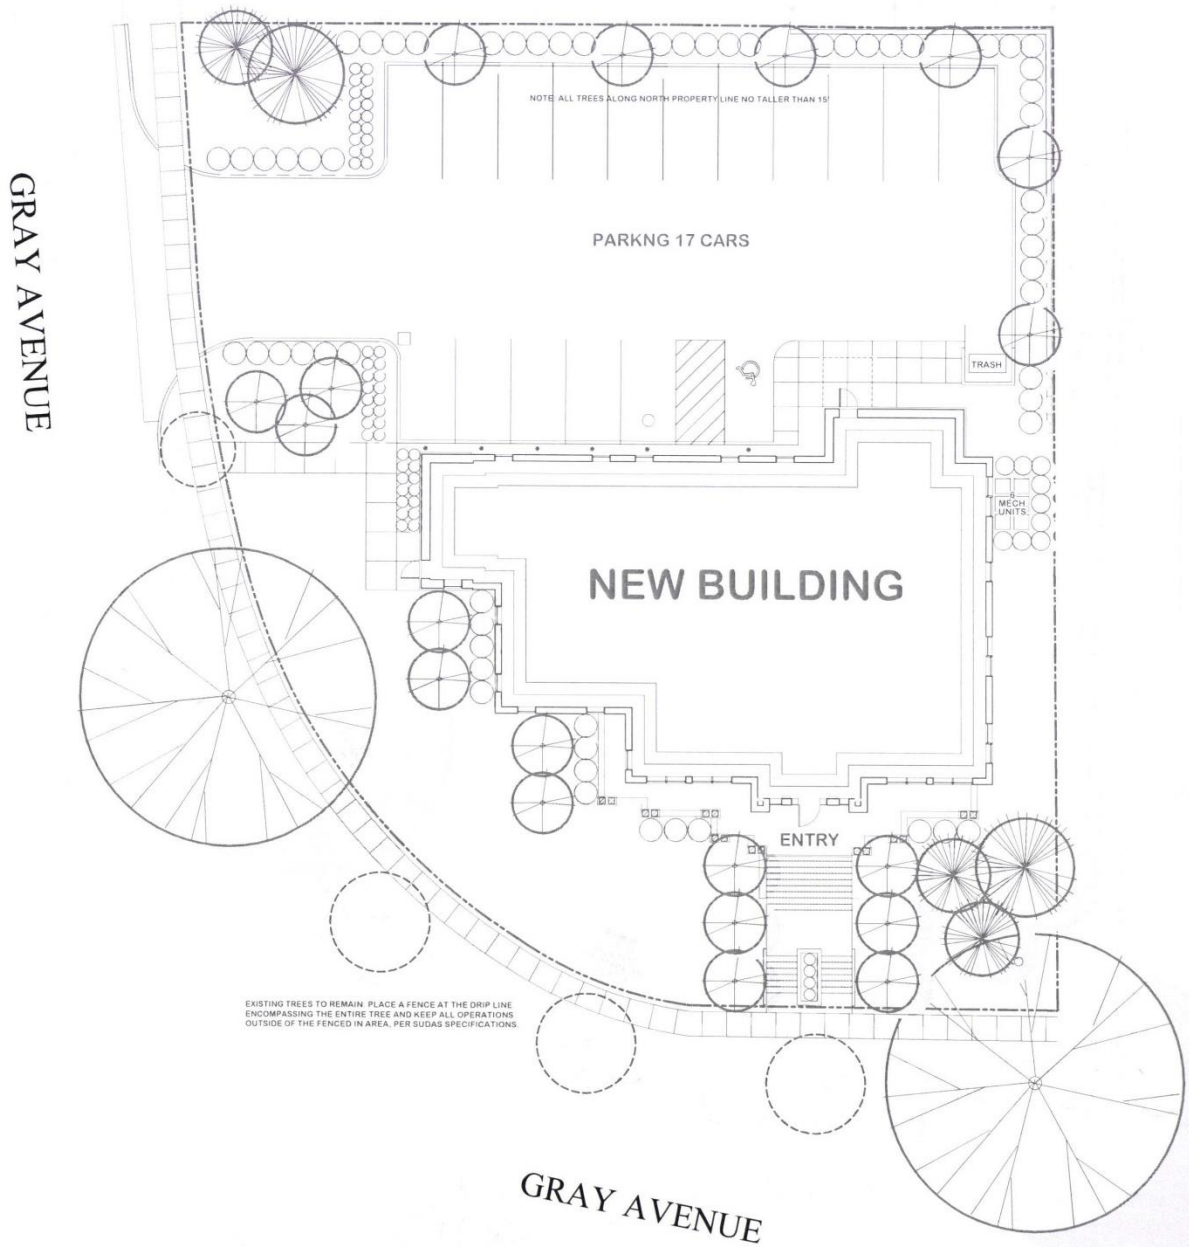 NOTE: ALL TREES ALONG NORTH PROPERTY LINE NO TALLER THAN 15'
GRAY AVENUE
PARKNG 17 CARS
TRASH
6
MECH
UNITS
NEW BUILDING
ENTRY
EXISTING TREES TO REMAIN. PLACE A FENCE AT THE DRIP LINE
ENCOMPASSING THE ENTIRE TREE AND KEEP ALL OPERATIONS
OUTSIDE OF THE FENCED IN AREA, PER SUDAS SPECIFICATIONS.
GRAY AVENUE